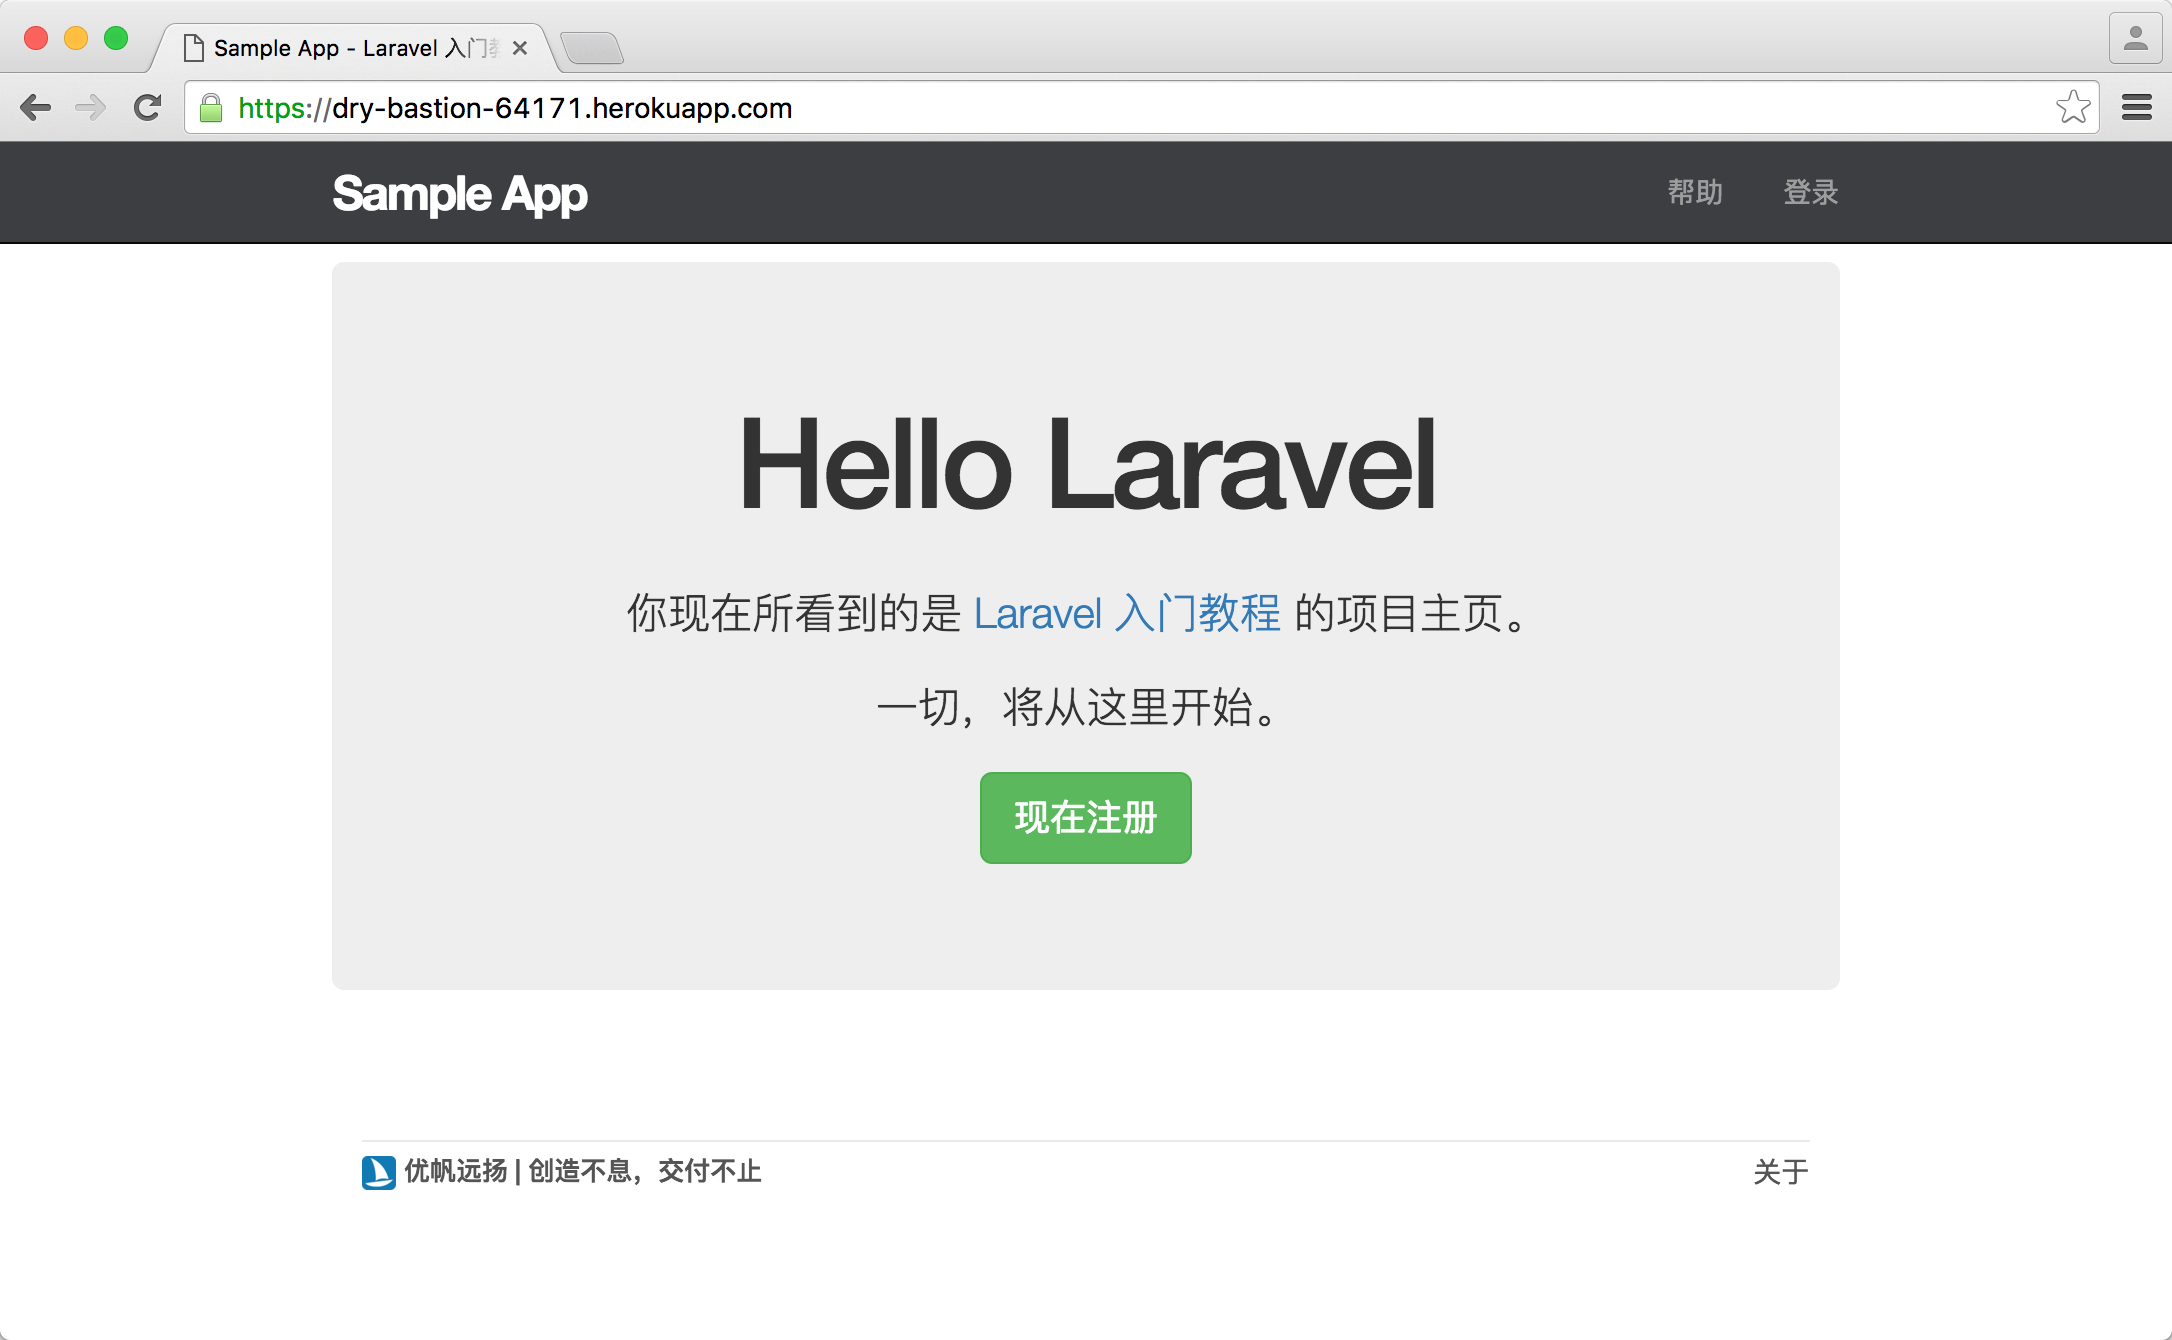 Sample App - Laravel 入门
https://dry-bastion-64171.herokuapp.com
Sample App 帮助 登录
Hello Laravel
你现在所看到的是 Laravel 入门教程 的项目主页。
一切，将从这里开始。
现在注册
优帆远扬 | 创造不息，交付不止 关于